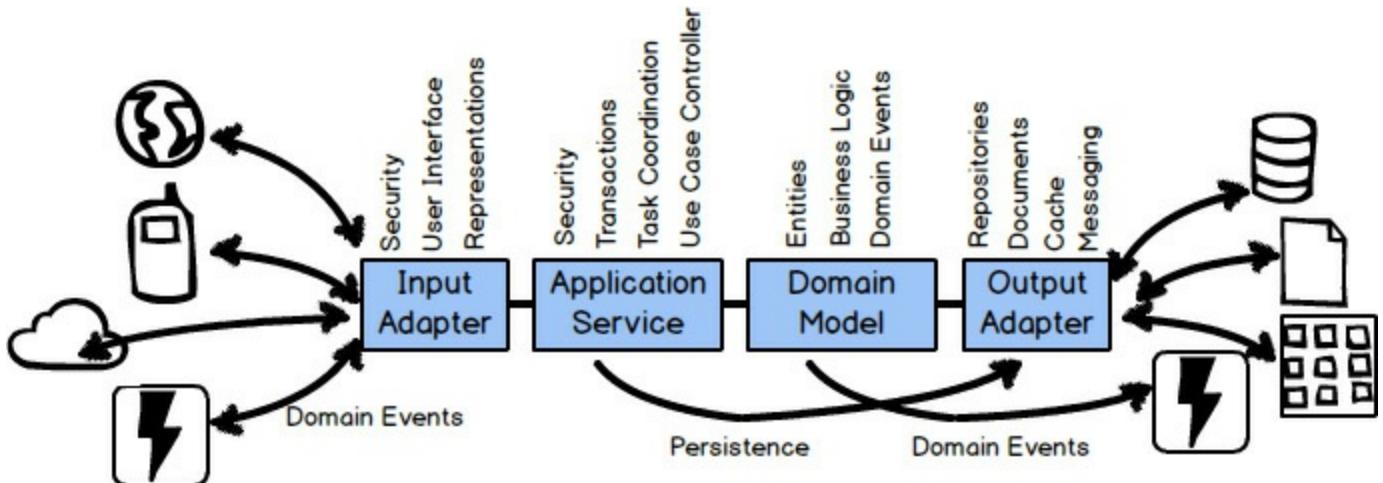 Security
User Interface
Representations
Security
Transactions
Task Coordination
Use Case Controller
Entities
Business Logic
Domain Events
Repositories
Documents
Cache
Messaging
Input
Adapter
Application
Service
Domain
Model
Output
Adapter
Domain Events
Persistence
Domain Events